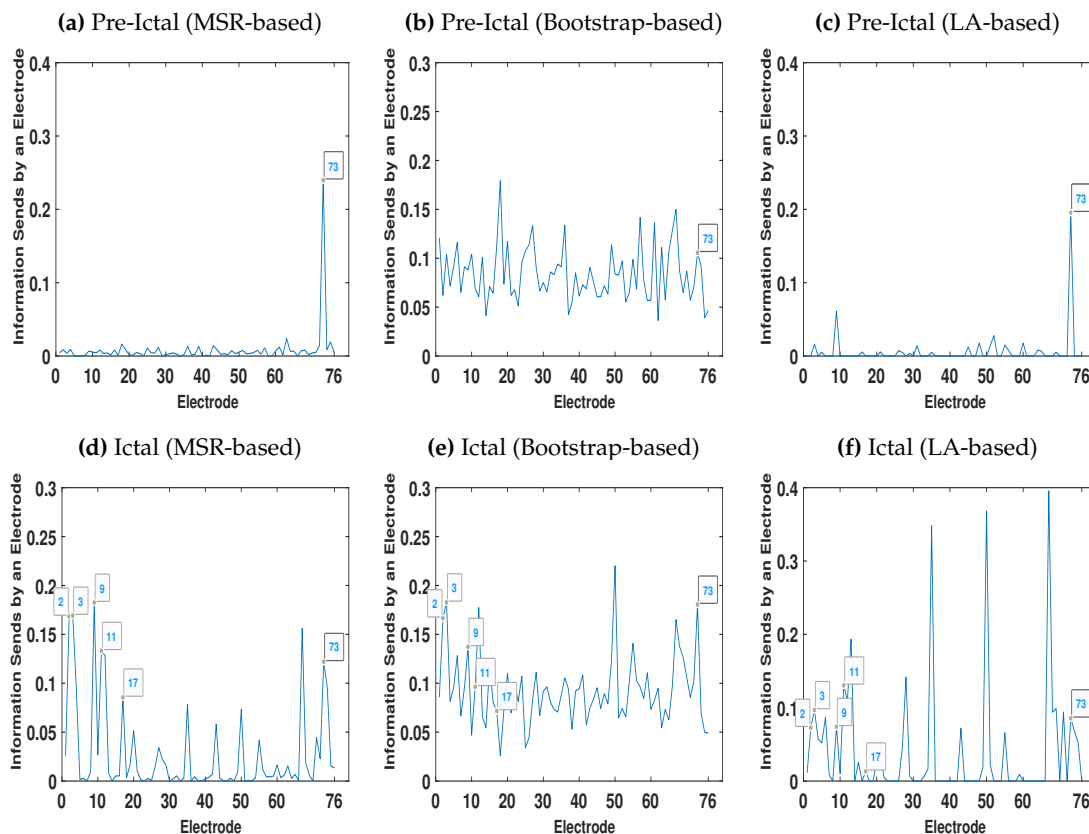 (a) Pre-Ictal (MSR-based)
(b) Pre-Ictal (Bootstrap-based)
(c) Pre-Ictal (LA-based)
Information Sends by an Electrode
0.4
0.3
0.2
0.1
0
73
0 10 20 30 40 50 60 76
Electrode
Information Sends by an Electrode
0.3
0.25
0.2
0.15
0.1
0.05
0
73
0 10 20 30 40 50 60 76
Electrode
Information Sends by an Electrode
0.4
0.3
0.2
0.1
0
73
0 10 20 30 40 50 60 76
Electrode
(d) Ictal (MSR-based)
(e) Ictal (Bootstrap-based)
(f) Ictal (LA-based)
Information Sends by an Electrode
0.3
0.25
0.2
0.15
0.1
0.05
0
2
3
9
11
17
73
0 10 20 30 40 50 60 76
Electrode
Information Sends by an Electrode
0.3
0.25
0.2
0.15
0.1
0.05
0
2
3
9
11
17
73
0 10 20 30 40 50 60 76
Electrode
Information Sends by an Electrode
0.4
0.3
0.2
0.1
0
2
3
9
11
17
73
0 10 20 30 40 50 60 76
Electrode